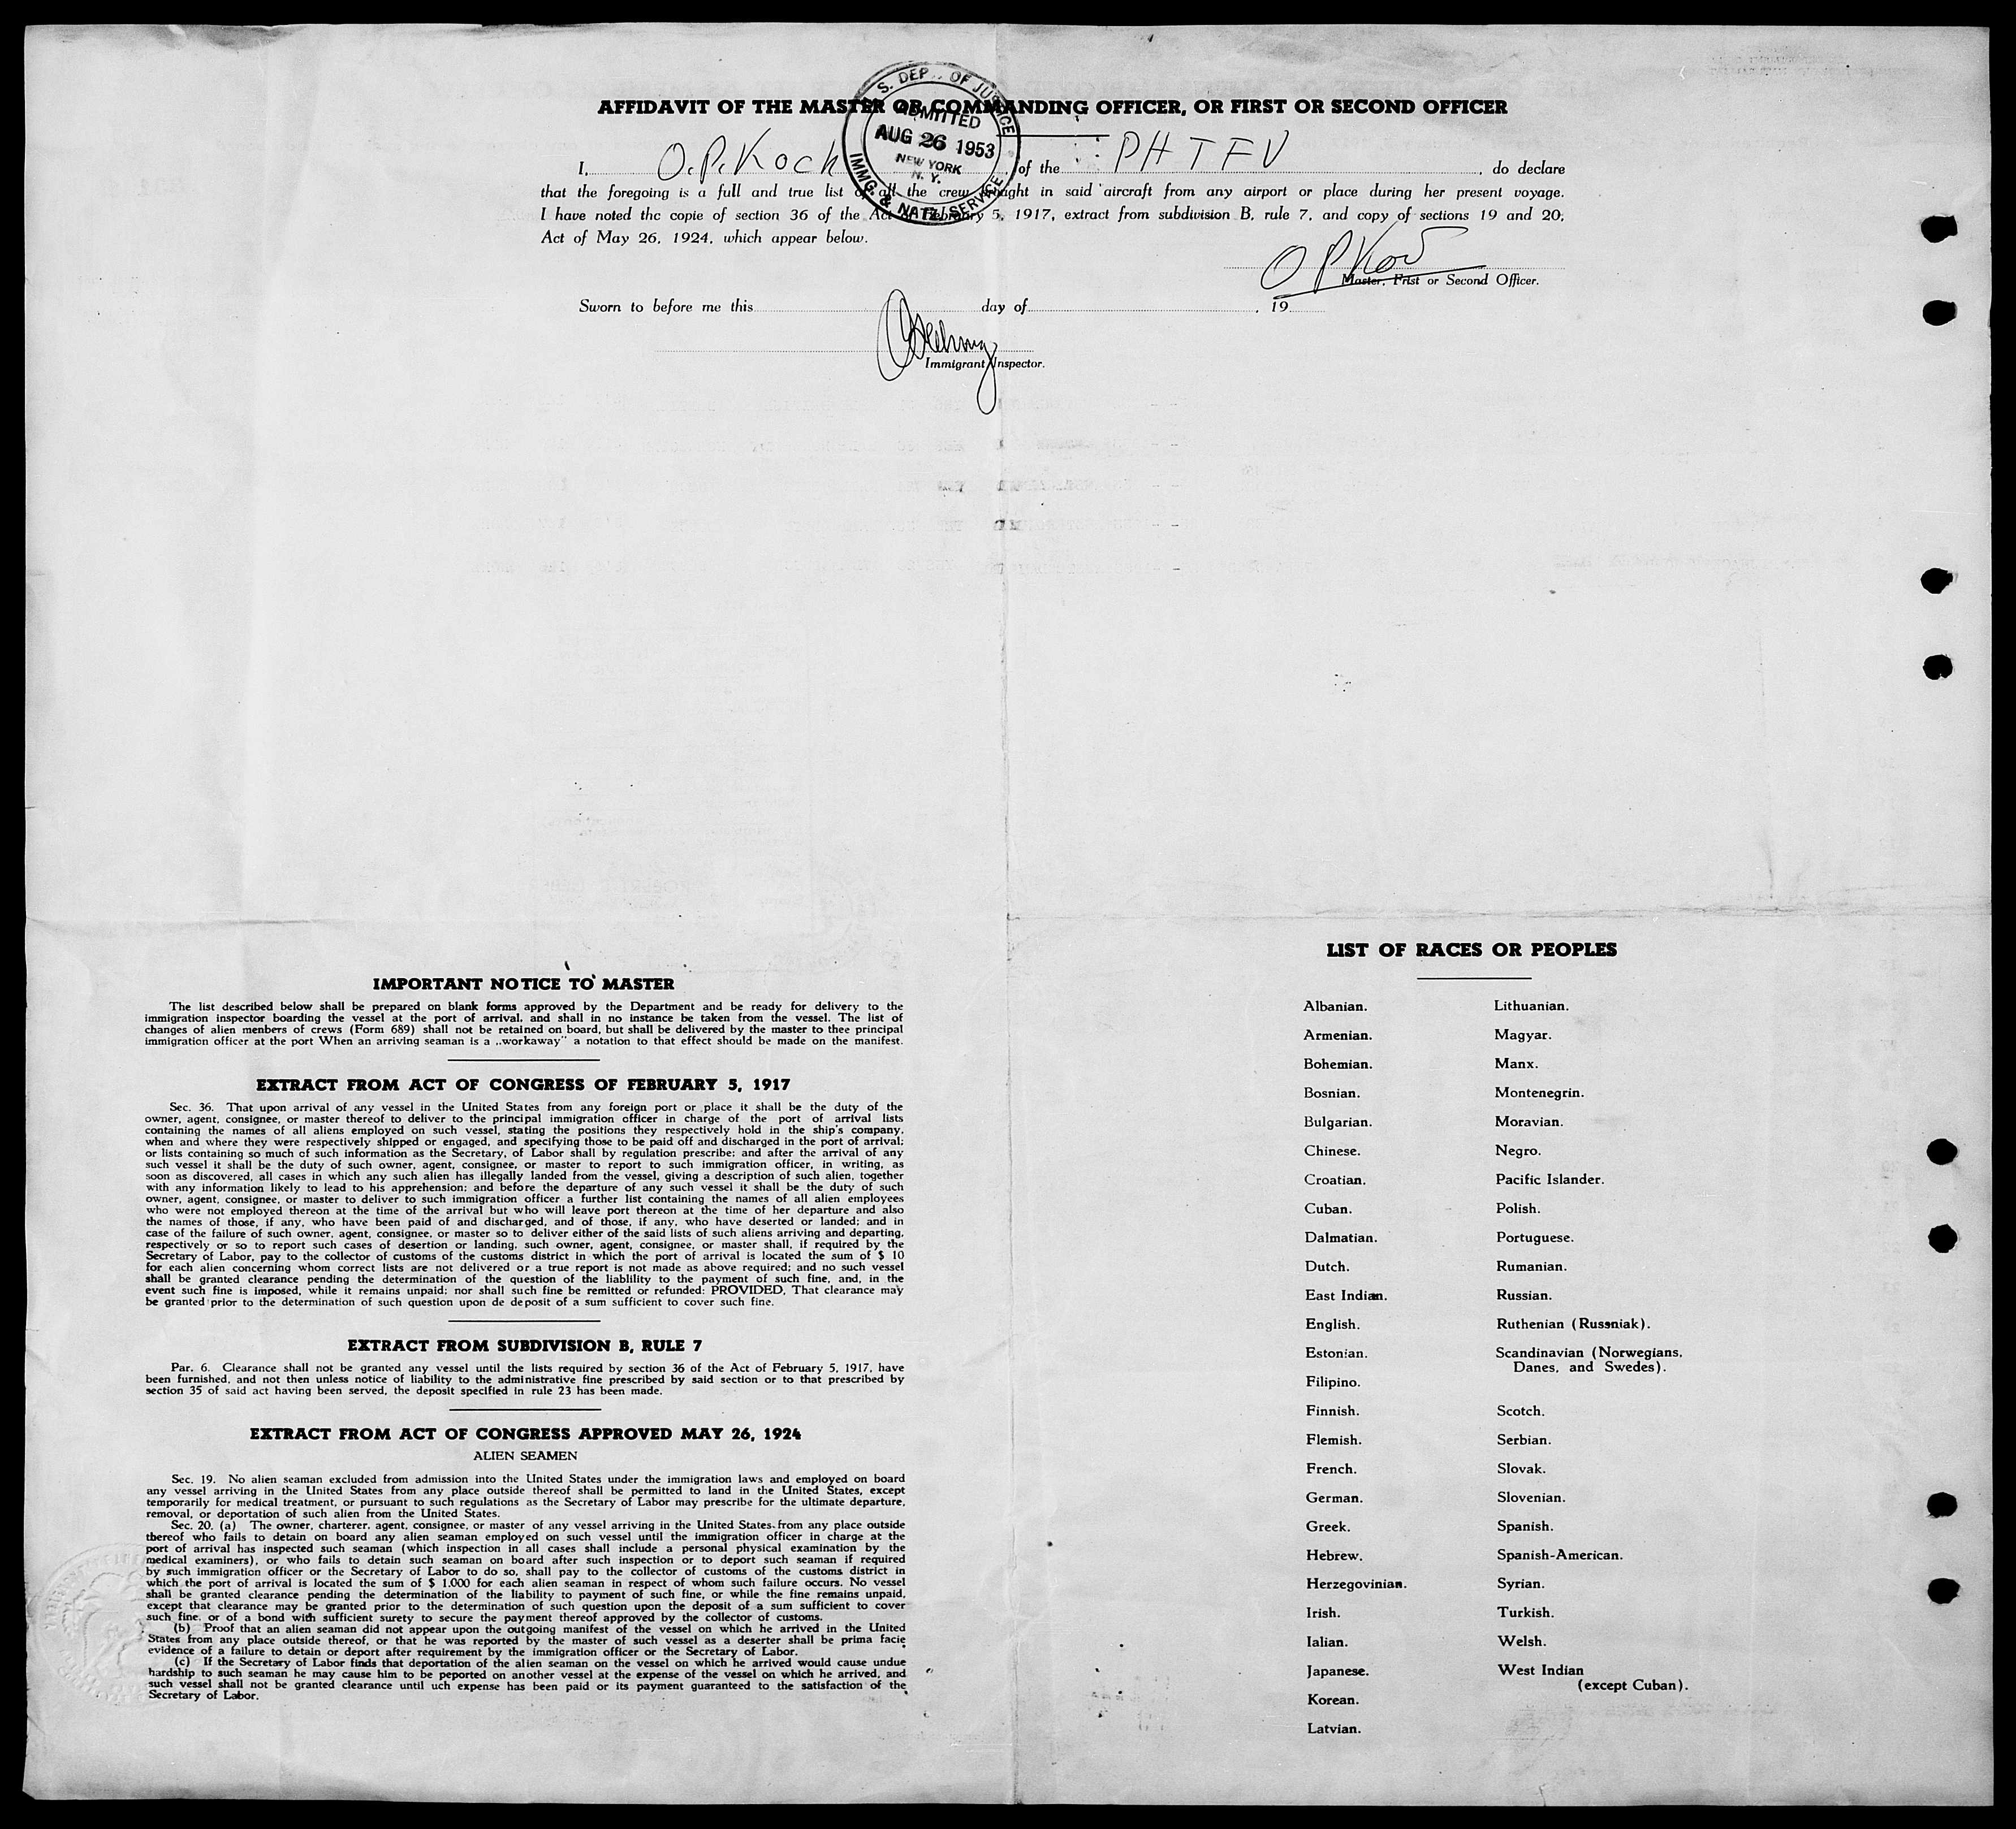 AFFIDAVIT OF THE MASTER OR COMMANDING OFFICER, OR FIRST OR SECOND OFFICER
U.S. DEPT. OF JUSTICE
ADMITTED
AUG 26 1953
NEW YORK
N. Y.
IMMG. & NATZ. SERVICE
I, O.P. Koch of the PHTFV , do declare
that the foregoing is a full and true list of all the crew brought in said aircraft from any airport or place during her present voyage.
I have noted thc copie of section 36 of the Act of February 5, 1917, extract from subdivision B, rule 7, and copy of sections 19 and 20,
Act of May 26, 1924, which appear below.
O P Koch
Master, Frist or Second Officer.
Sworn to before me this day of , 19
Immigrant Inspector.
IMPORTANT NOTICE TO MASTER
The list described below shall be prepared on blank forms approved by the Department and be ready for delivery to the
immigration inspector boarding the vessel at the port of arrival, and shall in no instance be taken from the vessel. The list of
changes of alien menbers of crews (Form 689) shall not be retained on board, but shall be delivered by the master to thee principal
immigration officer at the port When an arriving seaman is a „workaway” a notation to that effect should be made on the manifest.
EXTRACT FROM ACT OF CONGRESS OF FEBRUARY 5, 1917
Sec. 36. That upon arrival of any vessel in the United States from any foreign port or place it shall be the duty of the
owner, agent, consignee, or master thereof to deliver to the principal immigration officer in charge of the port of arrival lists
containing the names of all aliens employed on such vessel, stating the positions they respectively hold in the ship's company,
when and where they were respectively shipped or engaged, and specifying those to be paid off and discharged in the port of arrival;
or lists containing so much of such information as the Secretary, of Labor shall by regulation prescribe; and after the arrival of any
such vessel it shall be the duty of such owner, agent, consignee, or master to report to such immigration officer, in writing, as
soon as discovered, all cases in which any such alien has illegally landed from the vessel, giving a description of such alien, together
with any information likely to lead to his apprehension; and before the departure of any such vessel it shall be the duty of such
owner, agent, consignee, or master to deliver to such immigration officer a further list containing the names of all alien employees
who were not employed thereon at the time of the arrival but who will leave port thereon at the time of her departure and also
the names of those, if any, who have been paid of and discharged, and of those, if any, who have deserted or landed; and in
case of the failure of such owner, agent, consignee, or master so to deliver either of the said lists of such aliens arriving and departing,
respectively or so to report such cases of desertion or landing, such owner, agent, consignee, or master shall, if required by the
Secretary of Labor, pay to the collector of customs of the customs district in which the port of arrival is located the sum of $ 10
for each alien concerning whom correct lists are not delivered or a true report is not made as above required; and no such vessel
shall be granted clearance pending the determination of the question of the liablility to the payment of such fine, and, in the
event such fine is imposed, while it remains unpaid; nor shall such fine be remitted or refunded: PROVIDED, That clearance may
be granted prior to the determination of such question upon de deposit of a sum sufficient to cover such fine.
EXTRACT FROM SUBDIVISION B, RULE 7
Par. 6. Clearance shall not be granted any vessel until the lists required by section 36 of the Act of February 5, 1917, have
been furnished, and not then unless notice of liability to the administrative fine prescribed by said section or to that prescribed by
section 35 of said act having been served, the deposit specified in rule 23 has been made.
EXTRACT FROM ACT OF CONGRESS APPROVED MAY 26, 1924
ALIEN SEAMEN
Sec. 19. No alien seaman excluded from admission into the United States under the immigration laws and employed on board
any vessel arriving in the United States from any place outside thereof shall be permitted to land in the United States, except
temporarily for medical treatment, or pursuant to such regulations as the Secretary of Labor may prescribe for the ultimate departure,
removal, or deportation of such alien from the United States.
Sec. 20. (a) The owner, charterer, agent, consignee, or master of any vessel arriving in the United States from any place outside
thereof who fails to detain on board any alien seaman employed on such vessel until the immigration officer in charge at the
port of arrival has inspected such seaman (which inspection in all cases shall include a personal physical examination by the
medical examiners), or who fails to detain such seaman on board after such inspection or to deport such seaman if required
by such immigration officer or the Secretary of Labor to do so, shall pay to the collector of customs of the customs district in
which the port of arrival is located the sum of $ 1.000 for each alien seaman in respect of whom such failure occurs. No vessel
shall be granted clearance pending the determination of the liability to payment of such fine, or while the fine remains unpaid,
except that clearance may be granted prior to the determination of such question upon the deposit of a sum sufficient to cover
such fine, or of a bond with sufficient surety to secure the payment thereof approved by the collector of customs.
(b) Proof that an alien seaman did not appear upon the outgoing manifest of the vessel on which he arrived in the United
States from any place outside thereof, or that he was reported by the master of such vessel as a deserter shall be prima facie
evidence of a failure to detain or deport after requirement by the immigration officer or the Secretary of Labor.
(c) If the Secretary of Labor finds that deportation of the alien seaman on the vessel on which he arrived would cause undue
hardship to such seaman he may cause him to be peported on another vessel at the expense of the vessel on which he arrived, and
such vessel shall not be granted clearance until uch expense has been paid or its payment guaranteed to the satisfaction of the
Secretary of Labor.
LIST OF RACES OR PEOPLES
Albanian. Lithuanian.
Armenian. Magyar.
Bohemian. Manx.
Bosnian. Montenegrin.
Bulgarian. Moravian.
Chinese. Negro.
Croatian. Pacific Islander.
Cuban. Polish.
Dalmatian. Portuguese.
Dutch. Rumanian.
East Indian. Russian.
English. Ruthenian (Russniak).
Estonian. Scandinavian (Norwegians,
Danes, and Swedes).
Filipino.
Finnish. Scotch.
Flemish. Serbian.
French. Slovak.
German. Slovenian.
Greek. Spanish.
Hebrew. Spanish-American.
Herzegovinian. Syrian.
Irish. Turkish.
Ialian. Welsh.
Japanese. West Indian
(except Cuban).
Korean.
Latvian.